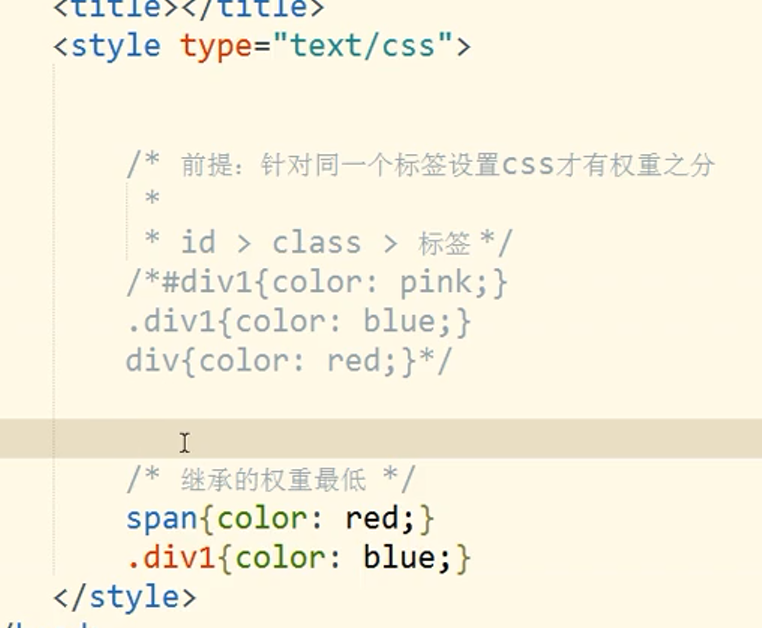 <title></title>
<style type="text/css">
/* 前提：针对同一个标签设置css才有权重之分
*
* id > class > 标签 */
/*#div1{color: pink;}
.div1{color: blue;}
div{color: red;}*/
/* 继承的权重最低 */
span{color: red;}
.div1{color: blue;}
</style>